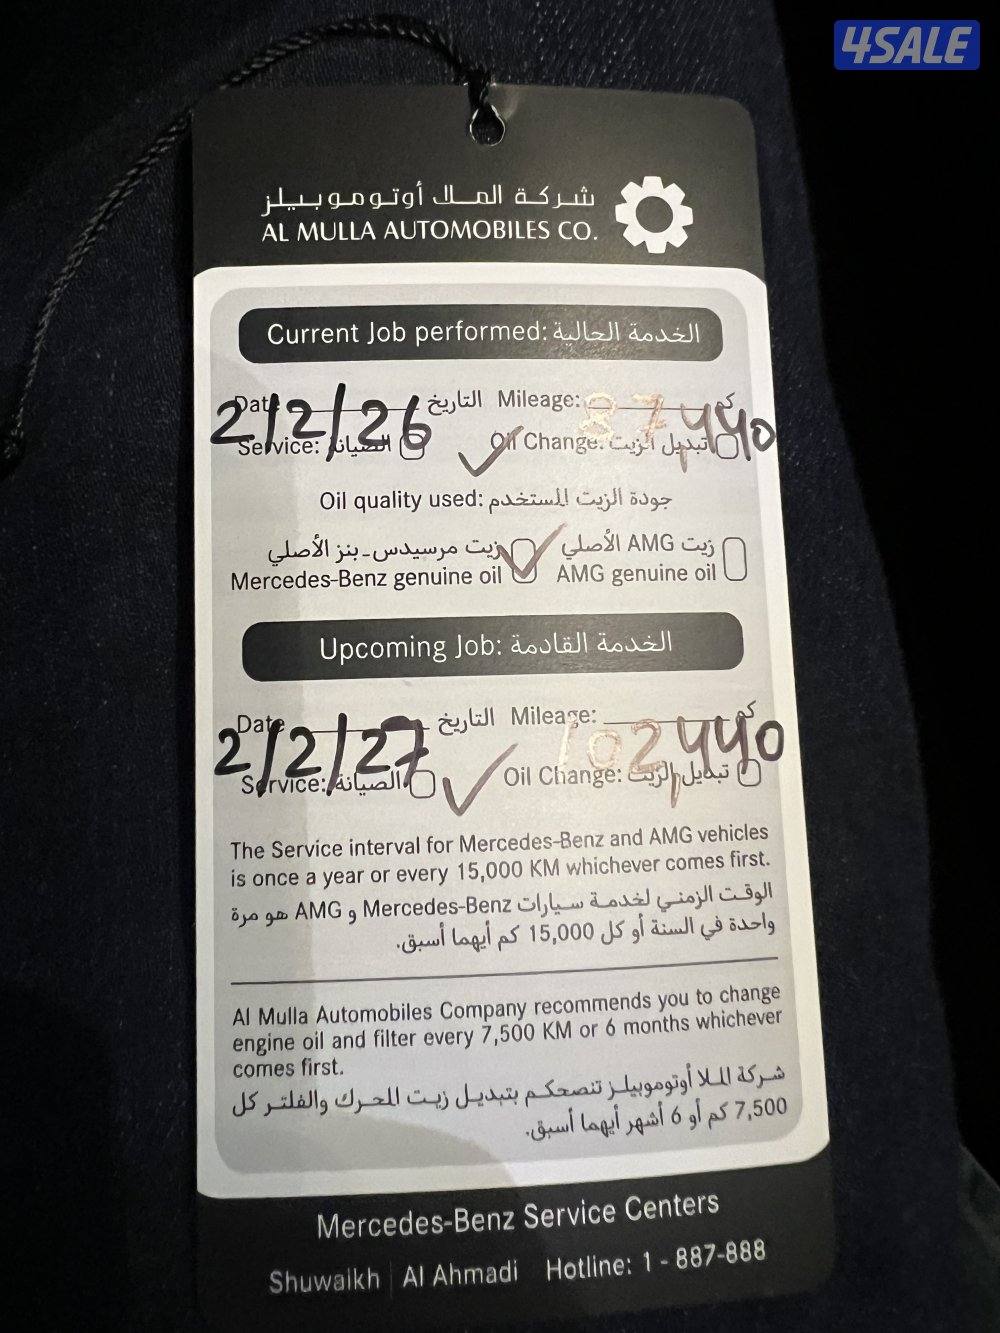 4SALE
شركة الملا أوتوموبيلز
AL MULLA AUTOMOBILES CO.
Current Job performed: الخدمة الحالية
Date التاريخ Mileage: كم
2/2/26 87440
Service: الصيانة Oil Change: تبديل الزيت
Oil quality used: جودة الزيت المستخدم
زيت مرسيدس-بنز الأصلي زيت AMG الأصلي
Mercedes-Benz genuine oil AMG genuine oil
Upcoming Job: الخدمة القادمة
Date التاريخ Mileage: كم
2/2/27 102440
Service: الصيانة Oil Change: تبديل الزيت
The Service interval for Mercedes-Benz and AMG vehicles
is once a year or every 15,000 KM whichever comes first.
الوقت الزمني لخدمة سيارات Mercedes-Benz و AMG هو مرة
واحدة في السنة أو كل 15,000 كم أيهما أسبق.
Al Mulla Automobiles Company recommends you to change
engine oil and filter every 7,500 KM or 6 months whichever
comes first.
شركة الملا أوتوموبيلز تنصحكم بتبديل زيت المحرك والفلتر كل
7,500 كم أو 6 أشهر أيهما أسبق.
Mercedes-Benz Service Centers
Shuwaikh | Al Ahmadi Hotline: 1 - 887-888